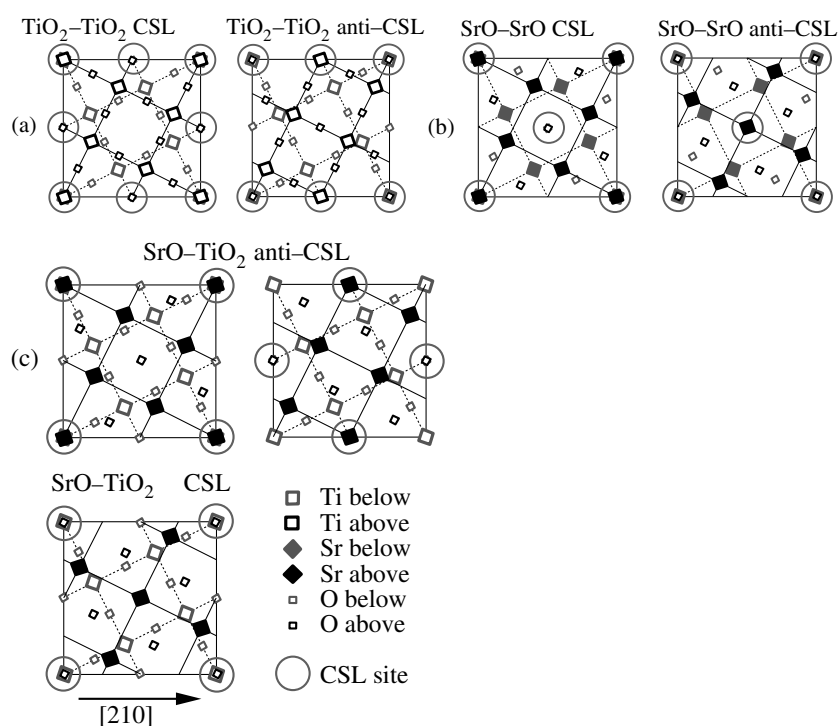 TiO₂–TiO₂ CSL
TiO₂–TiO₂ anti–CSL
SrO–SrO CSL
SrO–SrO anti–CSL
(a)
(b)
SrO–TiO₂ anti–CSL
(c)
SrO–TiO₂ CSL
Ti below
Ti above
Sr below
Sr above
O below
O above
CSL site
[210]